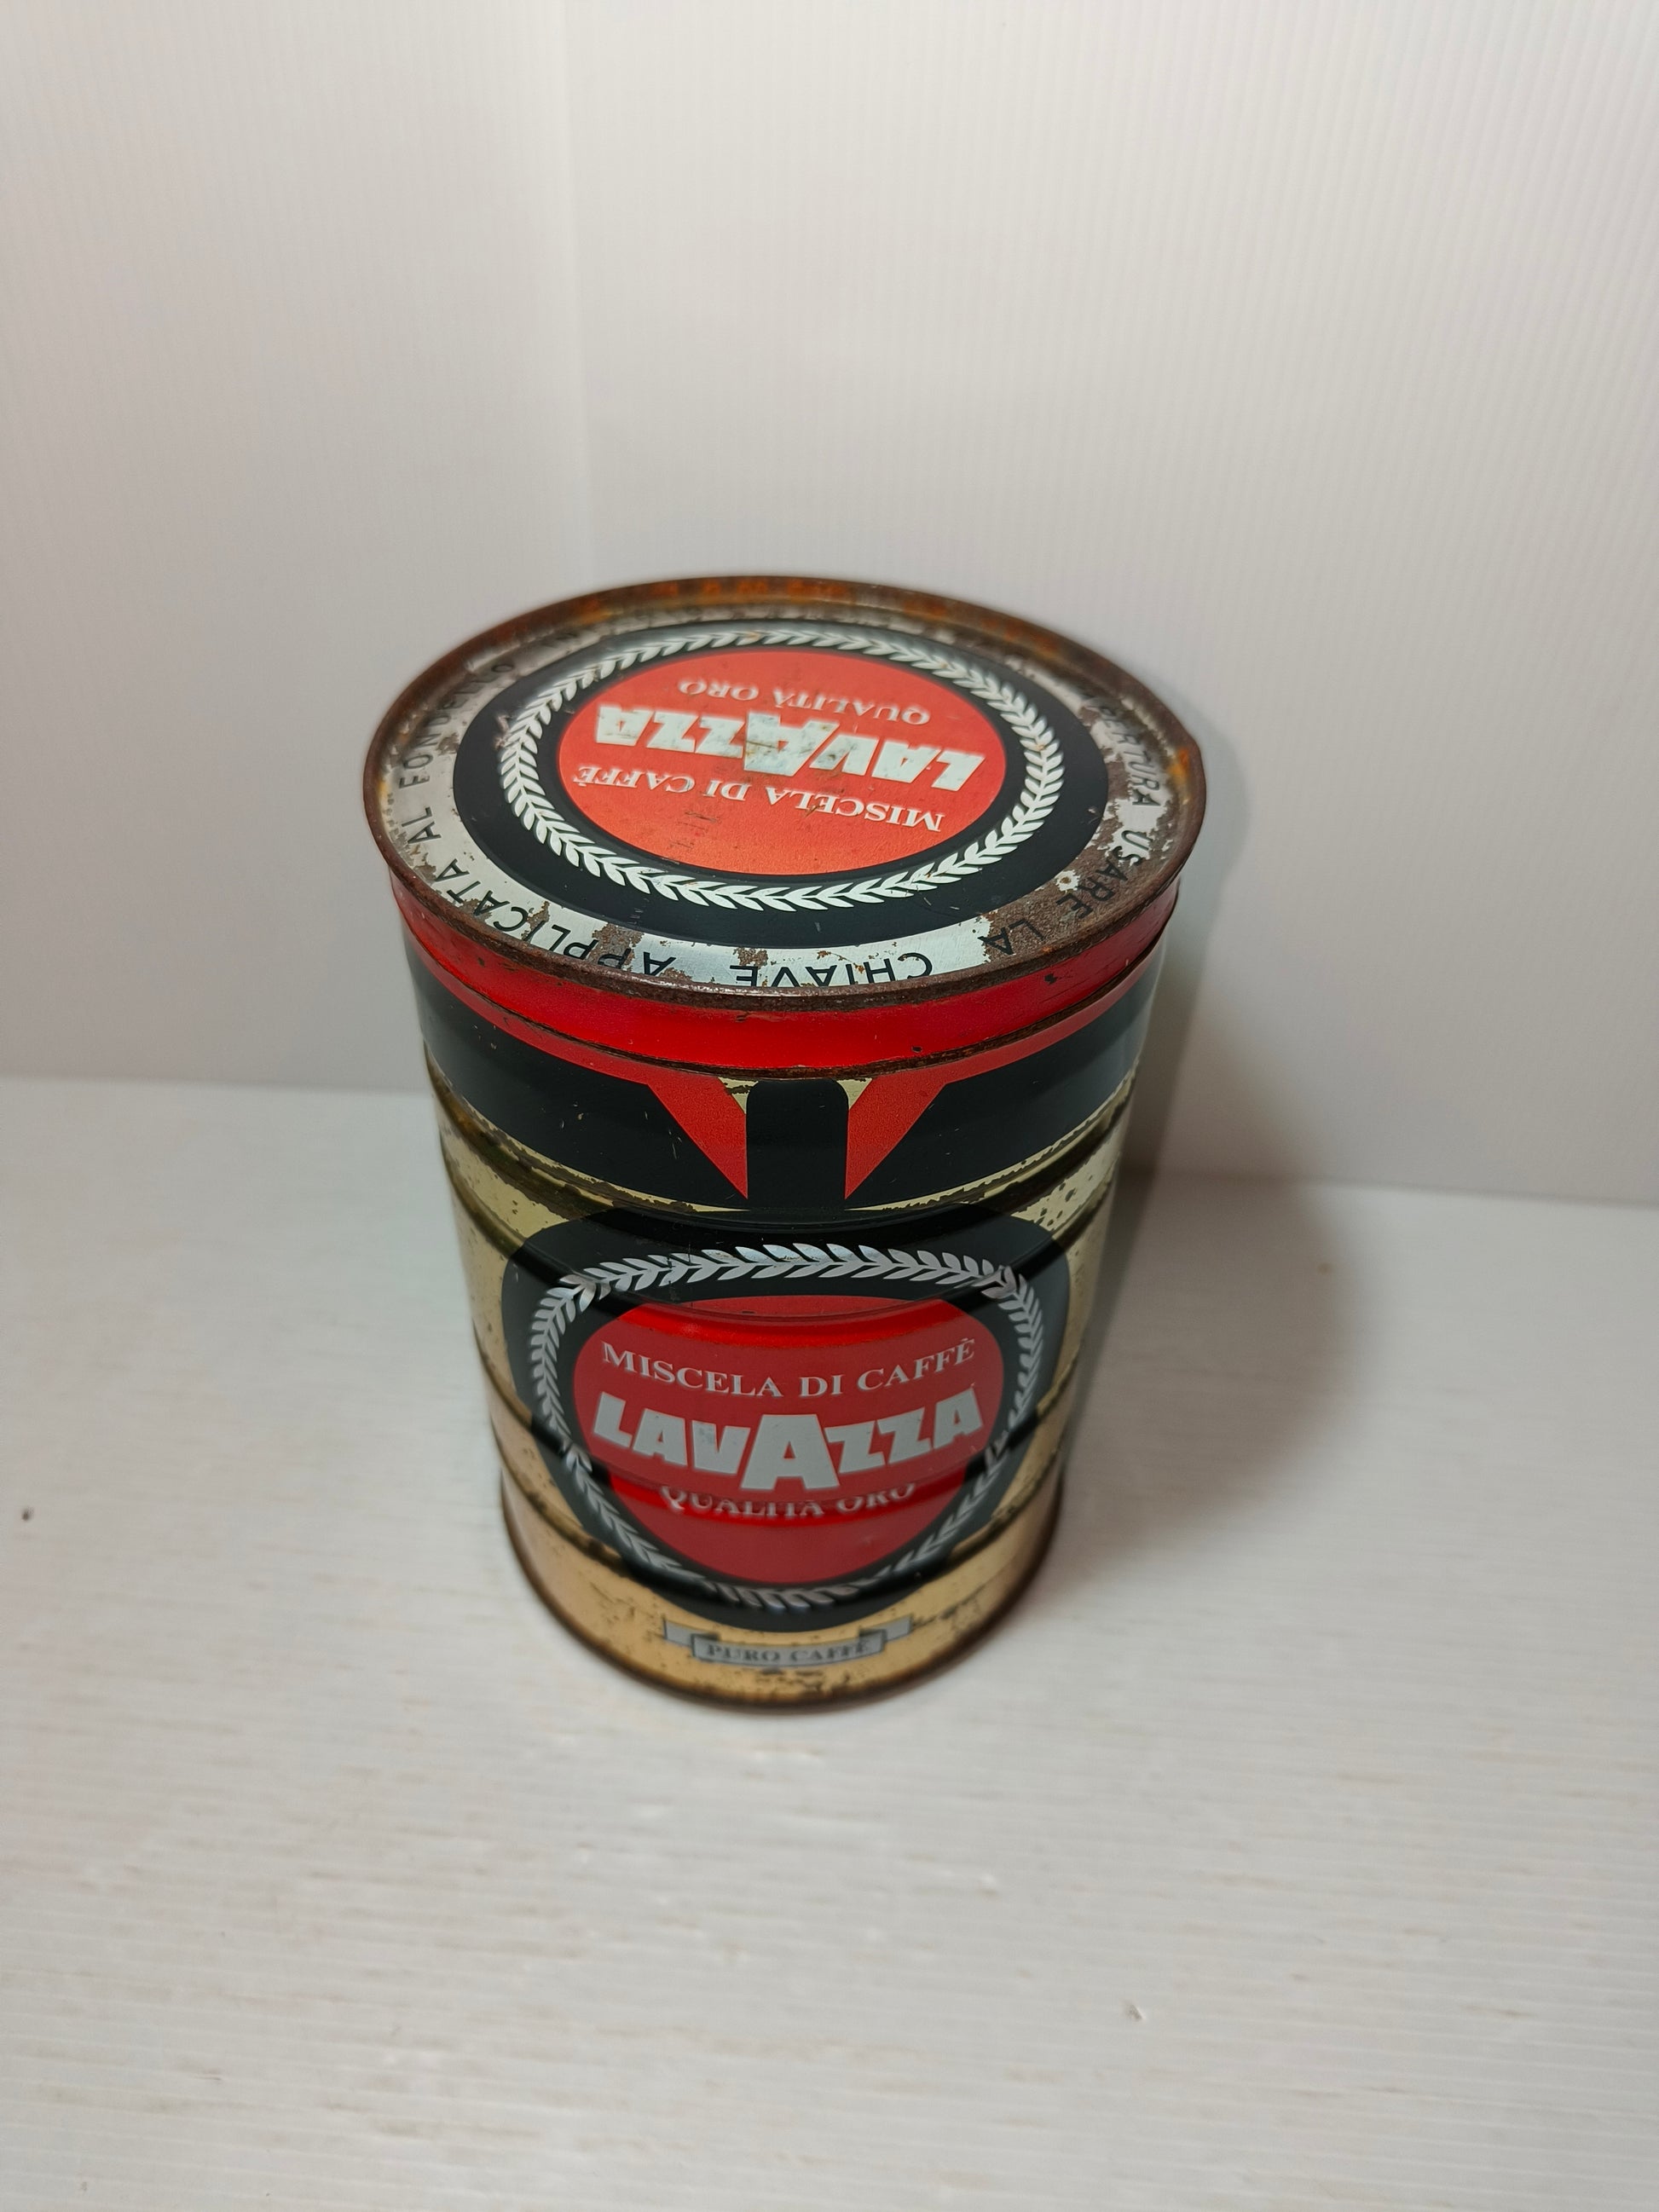 MISCELA DI CAFFÈ
LAVAZZA
QUALITÀ ORO
USARE LA CHIAVE APPLICATA AL
MISCELA DI CAFFÈ
LAVAZZA
QUALITÀ ORO
PURO CAFFÈ